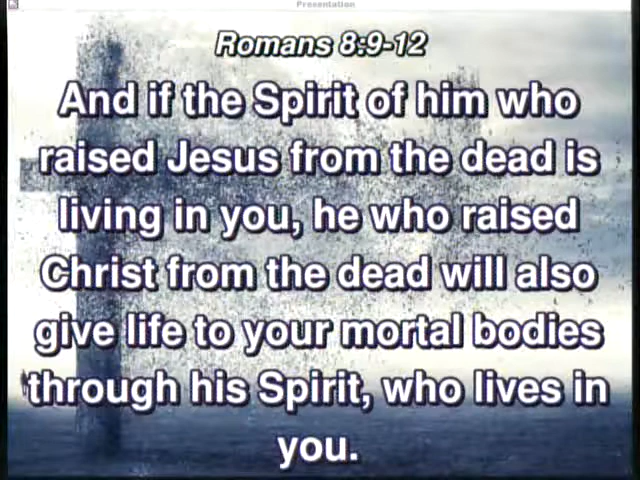 Presentation
Romans 8:9-12
And if the Spirit of him who
raised Jesus from the dead is
living in you, he who raised
Christ from the dead will also
give life to your mortal bodies
through his Spirit, who lives in
you.